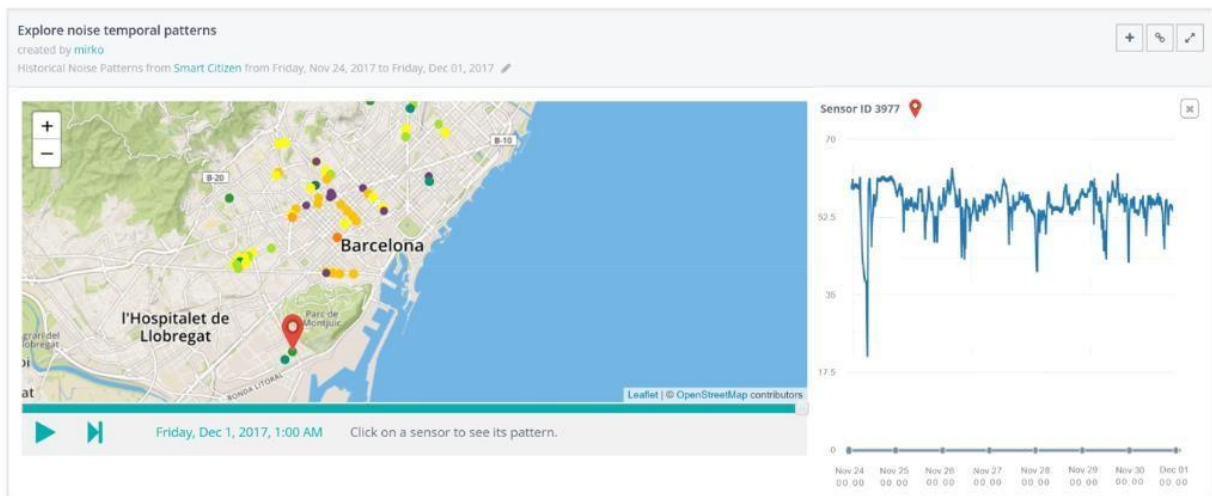 Explore noise temporal patterns
created by mirko
Historical Noise Patterns from Smart Citizen from Friday, Nov 24, 2017 to Friday, Dec 01, 2017
+
−
B-10
B-20
Barcelona
l'Hospitalet de
Llobregat
Parc de
Montjuïc
BONDA LITORAL
at
Leaflet | © OpenStreetMap contributors
Friday, Dec 1, 2017, 1:00 AM
Click on a sensor to see its pattern.
Sensor ID 3977
70
52.5
35
17.5
0
Nov 24 Nov 25 Nov 26 Nov 27 Nov 28 Nov 29 Nov 30 Dec 01
00:00 00:00 00:00 00:00 00:00 00:00 00:00 00:00